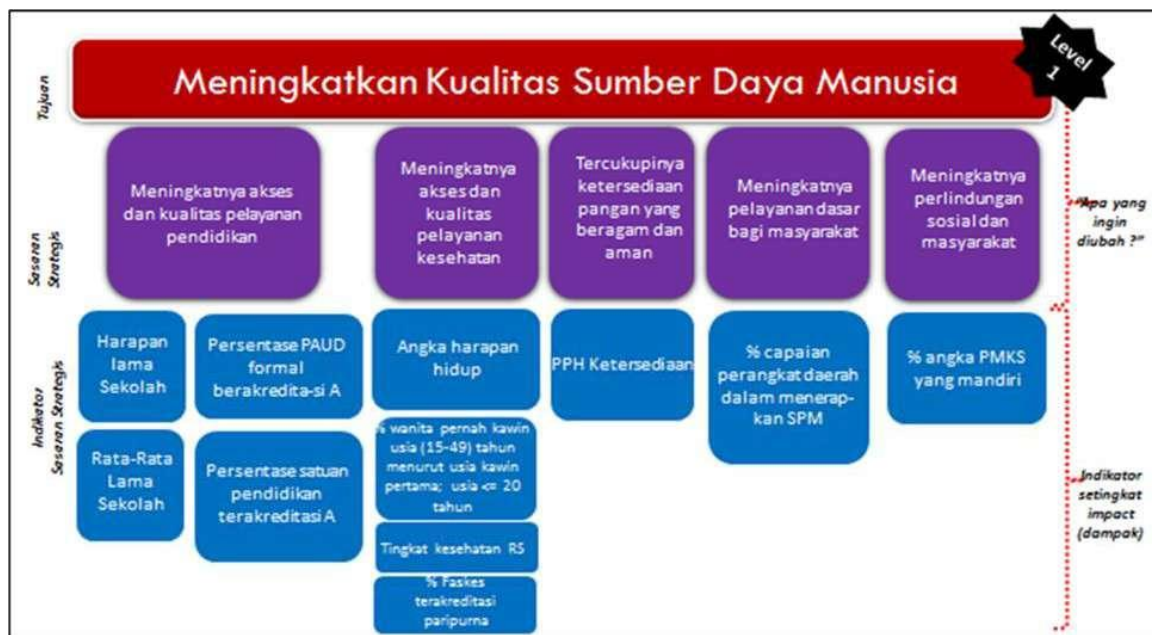 Level
1
Tujuan
Meningkatkan Kualitas Sumber Daya Manusia
Sasaran
Strategis
Meningkatnya akses
dan kualitas pelayanan
pendidikan
Meningkatnya
akses dan
kualitas
pelayanan
kesehatan
Tercukupinya
ketersediaan
pangan yang
beragam dan
aman
Meningkatnya
pelayanan dasar
bagi masyarakat
Meningkatnya
perlindungan
sosial dan
masyarakat
"Apa yang
ingin
diubah ?"
Indikator
Sasaran Strategis
Harapan
lama
Sekolah
Persentase PAUD
formal
berakredita-si A
Rata-Rata
Lama
Sekolah
Persentase satuan
pendidikan
terakreditasi A
Angka harapan
hidup
% wanita pernah kawin
usia (15-49) tahun
menurut usia kawin
pertama; usia <= 20
tahun
Tingkat kesehatan RS
% Faskes
terakreditasi
paripurna
PPH Ketersediaan
% capaian
perangkat daerah
dalam menerap-
kan SPM
% angka PMKS
yang mandiri
Indikator
setingkat
impact
(dampak)